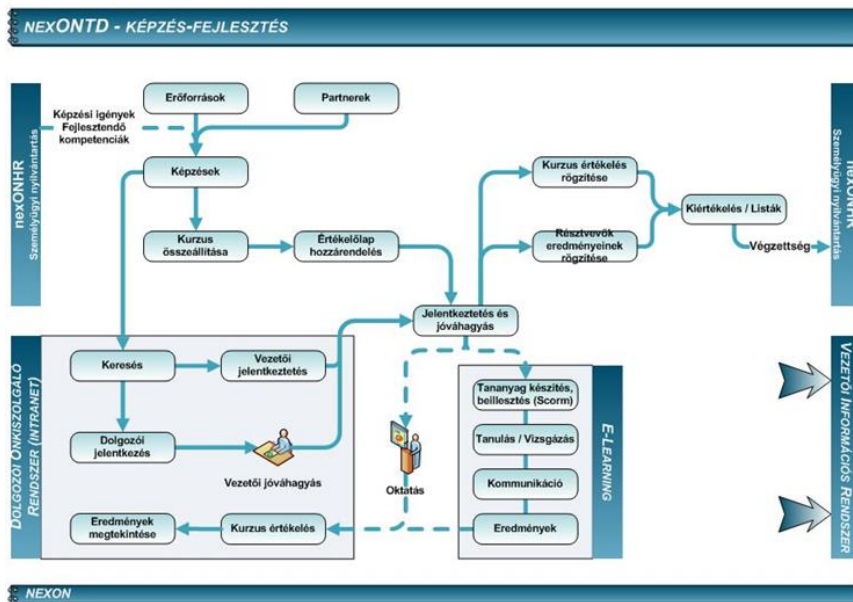 NEXONTD - KÉPZÉS-FEJLESZTÉS
nexONHR
Személyügyi nyilvántartás
Képzési igények
Fejlesztendő
kompetenciák
Erőforrások
Partnerek
Képzések
Kurzus
összeállítása
Értékelőlap
hozzárendelés
Kurzus értékelés
rögzítése
Résztvevők
eredményeinek
rögzítése
Kiértékelés / Listák
Végzettség
nexONHR
Személyügyi nyilvántartás
Jelentkeztetés és
jóváhagyás
DOLGOZÓI ÖNKISZOLGÁLÓ
RENDSZER (INTRANET)
Keresés
Vezetői
jelentkeztetés
Dolgozói
jelentkezés
Vezetői jóváhagyás
Eredmények
megtekintése
Kurzus értékelés
Oktatás
Tananyag készítés,
beillesztés (Scorm)
Tanulás / Vizsgázás
Kommunikáció
Eredmények
E-LEARNING
VEZETŐI INFORMÁCIÓS RENDSZER
NEXON